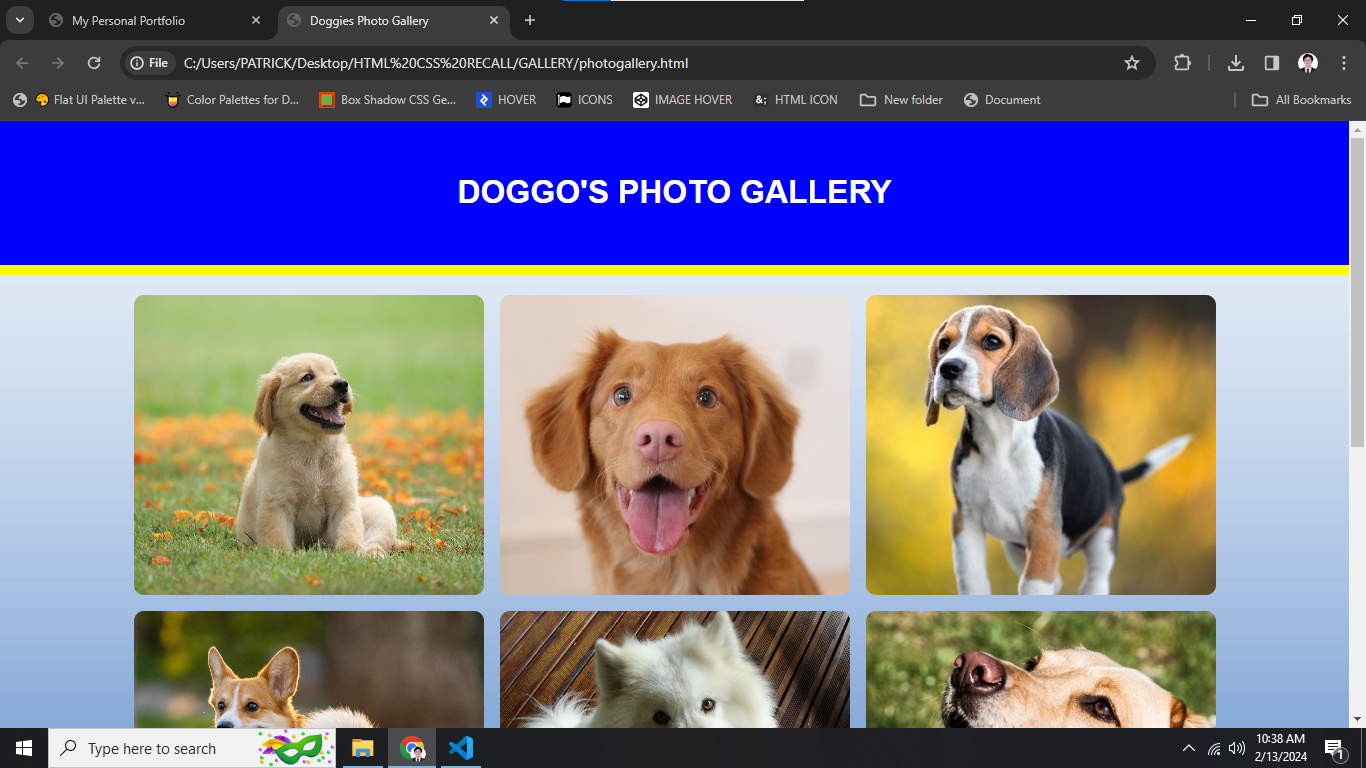 My Personal Portfolio
Doggies Photo Gallery
File
C:/Users/PATRICK/Desktop/HTML%20CSS%20RECALL/GALLERY/photogallery.html
Flat UI Palette v...
Color Palettes for D...
Box Shadow CSS Ge...
HOVER
ICONS
IMAGE HOVER
&;
HTML ICON
New folder
Document
All Bookmarks
DOGGO'S PHOTO GALLERY
Type here to search
10:38 AM
2/13/2024
1